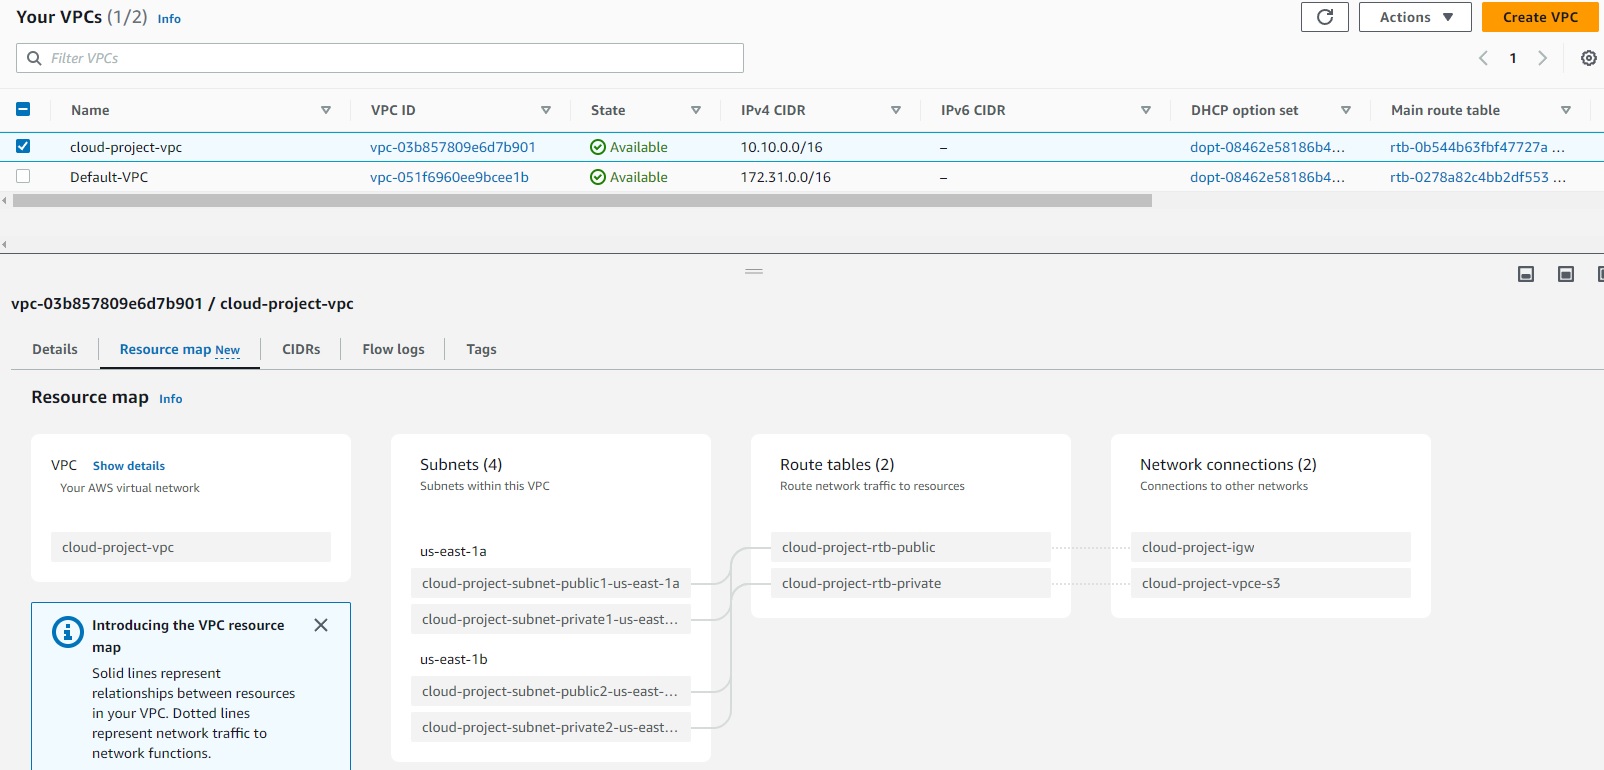 Your VPCs (1/2) Info
Actions
Create VPC
Filter VPCs
1
Name VPC ID State IPv4 CIDR IPv6 CIDR DHCP option set Main route table
cloud-project-vpc vpc-03b857809e6d7b901 Available 10.10.0.0/16 – dopt-08462e58186b4... rtb-0b544b63fbf47727a ...
Default-VPC vpc-051f6960ee9bcee1b Available 172.31.0.0/16 – dopt-08462e58186b4... rtb-0278a82c4bb2df553 ...
vpc-03b857809e6d7b901 / cloud-project-vpc
Details Resource map New CIDRs Flow logs Tags
Resource map Info
VPC Show details
Your AWS virtual network
cloud-project-vpc
Introducing the VPC resource
map
Solid lines represent
relationships between resources
in your VPC. Dotted lines
represent network traffic to
network functions.
Subnets (4)
Subnets within this VPC
us-east-1a
cloud-project-subnet-public1-us-east-1a
cloud-project-subnet-private1-us-east...
us-east-1b
cloud-project-subnet-public2-us-east-...
cloud-project-subnet-private2-us-east...
Route tables (2)
Route network traffic to resources
cloud-project-rtb-public
cloud-project-rtb-private
Network connections (2)
Connections to other networks
cloud-project-igw
cloud-project-vpce-s3